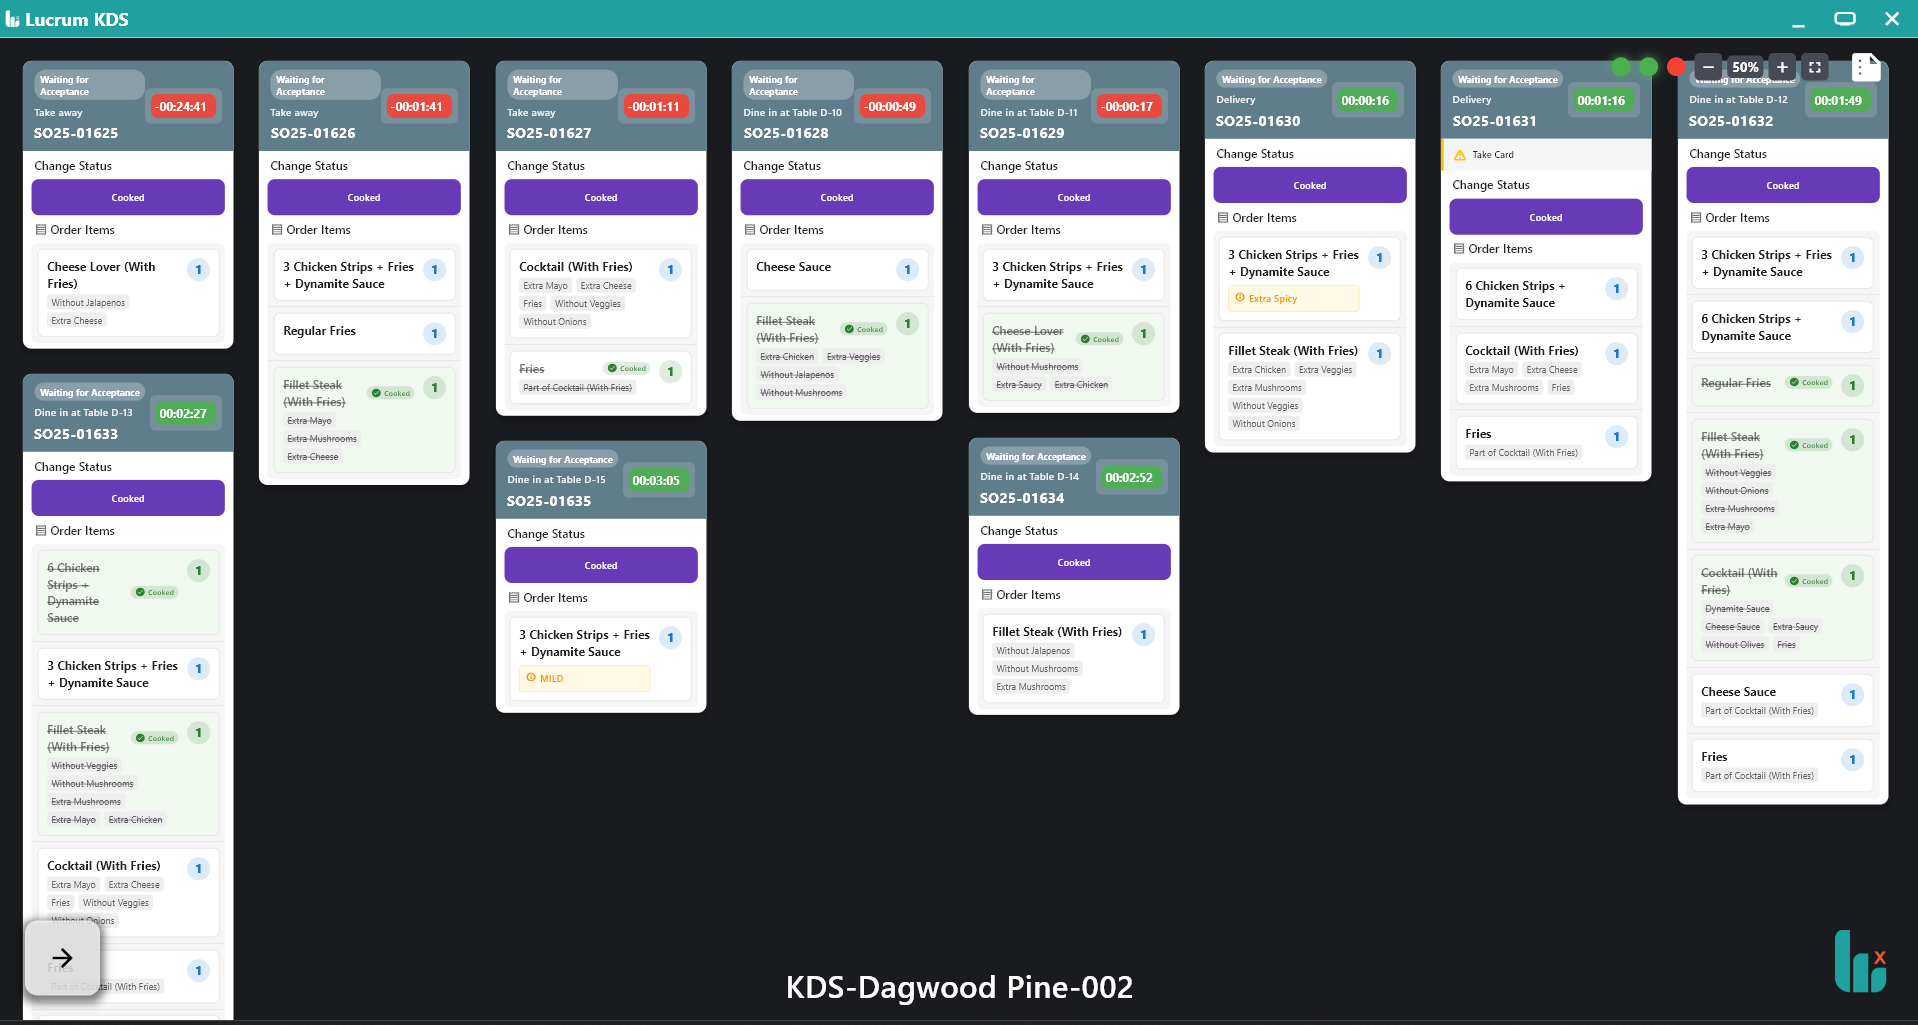 Lucrum KDS
50%
Waiting for
Acceptance
Take away
SO25-01625
-00:24:41
Change Status
Cooked
Order Items
Cheese Lover (With
Fries)
1
Without Jalapenos
Extra Cheese
Waiting for Acceptance
Dine in at Table D-13
SO25-01633
00:02:27
Change Status
Cooked
Order Items
6 Chicken
Strips +
Dynamite
Sauce
Cooked
1
3 Chicken Strips + Fries
+ Dynamite Sauce
1
Fillet Steak
(With Fries)
Cooked
1
Without Veggies
Without Mushrooms
Extra Mushrooms
Extra Mayo Extra Chicken
Cocktail (With Fries)
1
Extra Mayo Extra Cheese
Fries Without Veggies
Without Onions
Fries
1
Part of Cocktail (With Fries)
Waiting for
Acceptance
Take away
SO25-01626
-00:01:41
Change Status
Cooked
Order Items
3 Chicken Strips + Fries
+ Dynamite Sauce
1
Regular Fries
1
Fillet Steak
(With Fries)
Cooked
1
Extra Mayo
Extra Mushrooms
Extra Cheese
Waiting for
Acceptance
Take away
SO25-01627
-00:01:11
Change Status
Cooked
Order Items
Cocktail (With Fries)
1
Extra Mayo Extra Cheese
Fries Without Veggies
Without Onions
Fries
Cooked
1
Part of Cocktail (With Fries)
Waiting for Acceptance
Dine in at Table D-15
SO25-01635
00:03:05
Change Status
Cooked
Order Items
3 Chicken Strips + Fries
+ Dynamite Sauce
1
MILD
Waiting for
Acceptance
Dine in at Table D-10
SO25-01628
-00:00:49
Change Status
Cooked
Order Items
Cheese Sauce
1
Fillet Steak
(With Fries)
Cooked
1
Extra Chicken Extra Veggies
Without Jalapenos
Without Mushrooms
Waiting for
Acceptance
Dine in at Table D-11
SO25-01629
-00:00:17
Change Status
Cooked
Order Items
3 Chicken Strips + Fries
+ Dynamite Sauce
1
Cheese Lover
(With Fries)
Cooked
1
Without Mushrooms
Extra Saucy Extra Chicken
Waiting for Acceptance
Dine in at Table D-14
SO25-01634
00:02:52
Change Status
Cooked
Order Items
Fillet Steak (With Fries)
1
Without Jalapenos
Without Mushrooms
Extra Mushrooms
Waiting for Acceptance
Delivery
SO25-01630
00:00:16
Change Status
Cooked
Order Items
3 Chicken Strips + Fries
+ Dynamite Sauce
1
Extra Spicy
Fillet Steak (With Fries)
1
Extra Chicken Extra Veggies
Extra Mushrooms
Without Veggies
Without Onions
Waiting for Acceptance
Delivery
SO25-01631
00:01:16
Take Card
Change Status
Cooked
Order Items
6 Chicken Strips +
Dynamite Sauce
1
Cocktail (With Fries)
1
Extra Mayo Extra Cheese
Extra Mushrooms Fries
Fries
1
Part of Cocktail (With Fries)
Waiting for Acceptance
Dine in at Table D-12
SO25-01632
00:01:49
Change Status
Cooked
Order Items
3 Chicken Strips + Fries
+ Dynamite Sauce
1
6 Chicken Strips +
Dynamite Sauce
1
Regular Fries
Cooked
1
Fillet Steak
(With Fries)
Cooked
1
Without Veggies
Without Onions
Extra Mushrooms
Extra Mayo
Cocktail (With
Fries)
Cooked
1
Dynamite Sauce
Cheese Sauce Extra Saucy
Without Olives Fries
Cheese Sauce
1
Part of Cocktail (With Fries)
Fries
1
Part of Cocktail (With Fries)
KDS-Dagwood Pine-002
x